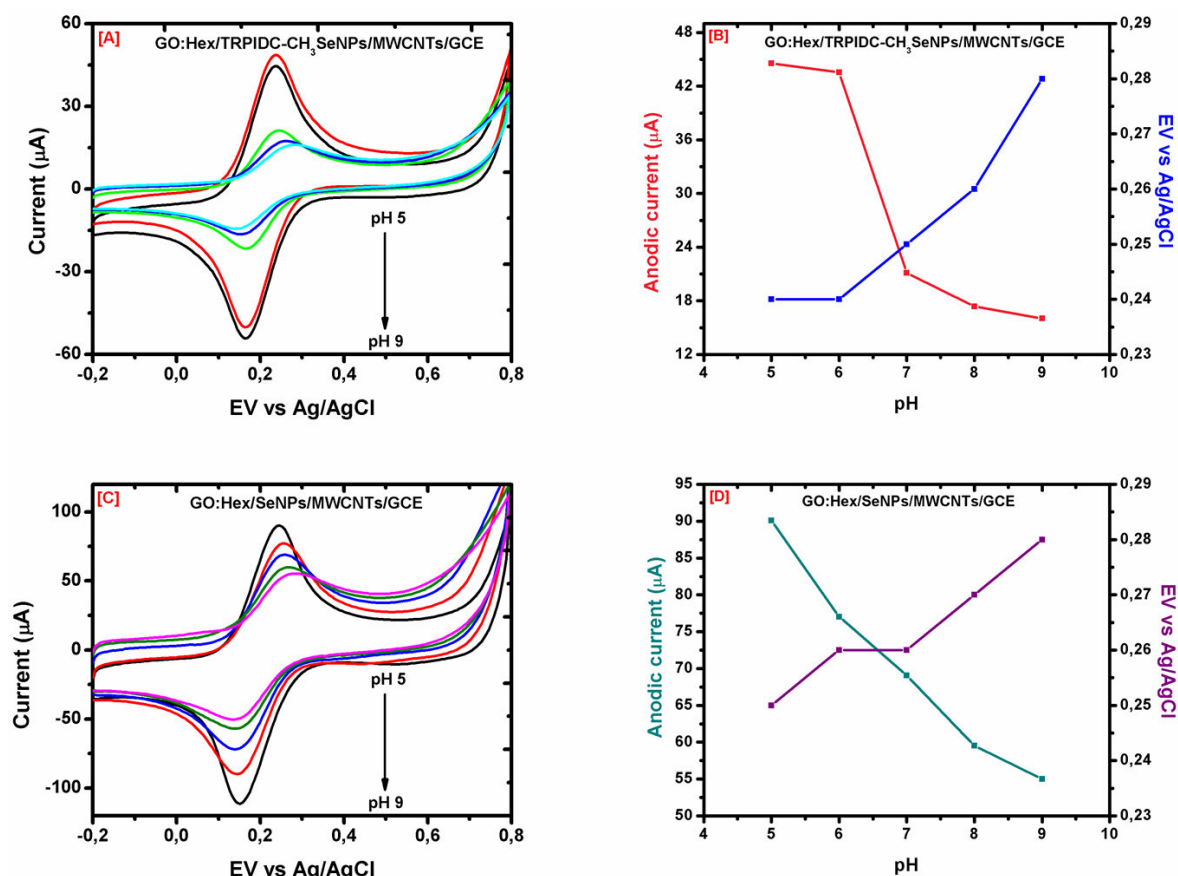 [A]
GO:Hex/TRPIDC-CH3SeNPs/MWCNTs/GCE
60
30
0
-30
-60
Current (µA)
pH 5
pH 9
-0,2 0,0 0,2 0,4 0,6 0,8
EV vs Ag/AgCl
[B]
GO:Hex/TRPIDC-CH3SeNPs/MWCNTs/GCE
48
42
36
30
24
18
12
Anodic current (µA)
0,29
0,28
0,27
0,26
0,25
0,24
0,23
EV vs Ag/AgCl
4 5 6 7 8 9 10
pH
[C]
GO:Hex/SeNPs/MWCNTs/GCE
100
50
0
-50
-100
Current (µA)
pH 5
pH 9
-0,2 0,0 0,2 0,4 0,6 0,8
EV vs Ag/AgCl
[D]
GO:Hex/SeNPs/MWCNTs/GCE
95
90
85
80
75
70
65
60
55
50
Anodic current (µA)
0,29
0,28
0,27
0,26
0,25
0,24
0,23
EV vs Ag/AgCl
4 5 6 7 8 9 10
pH